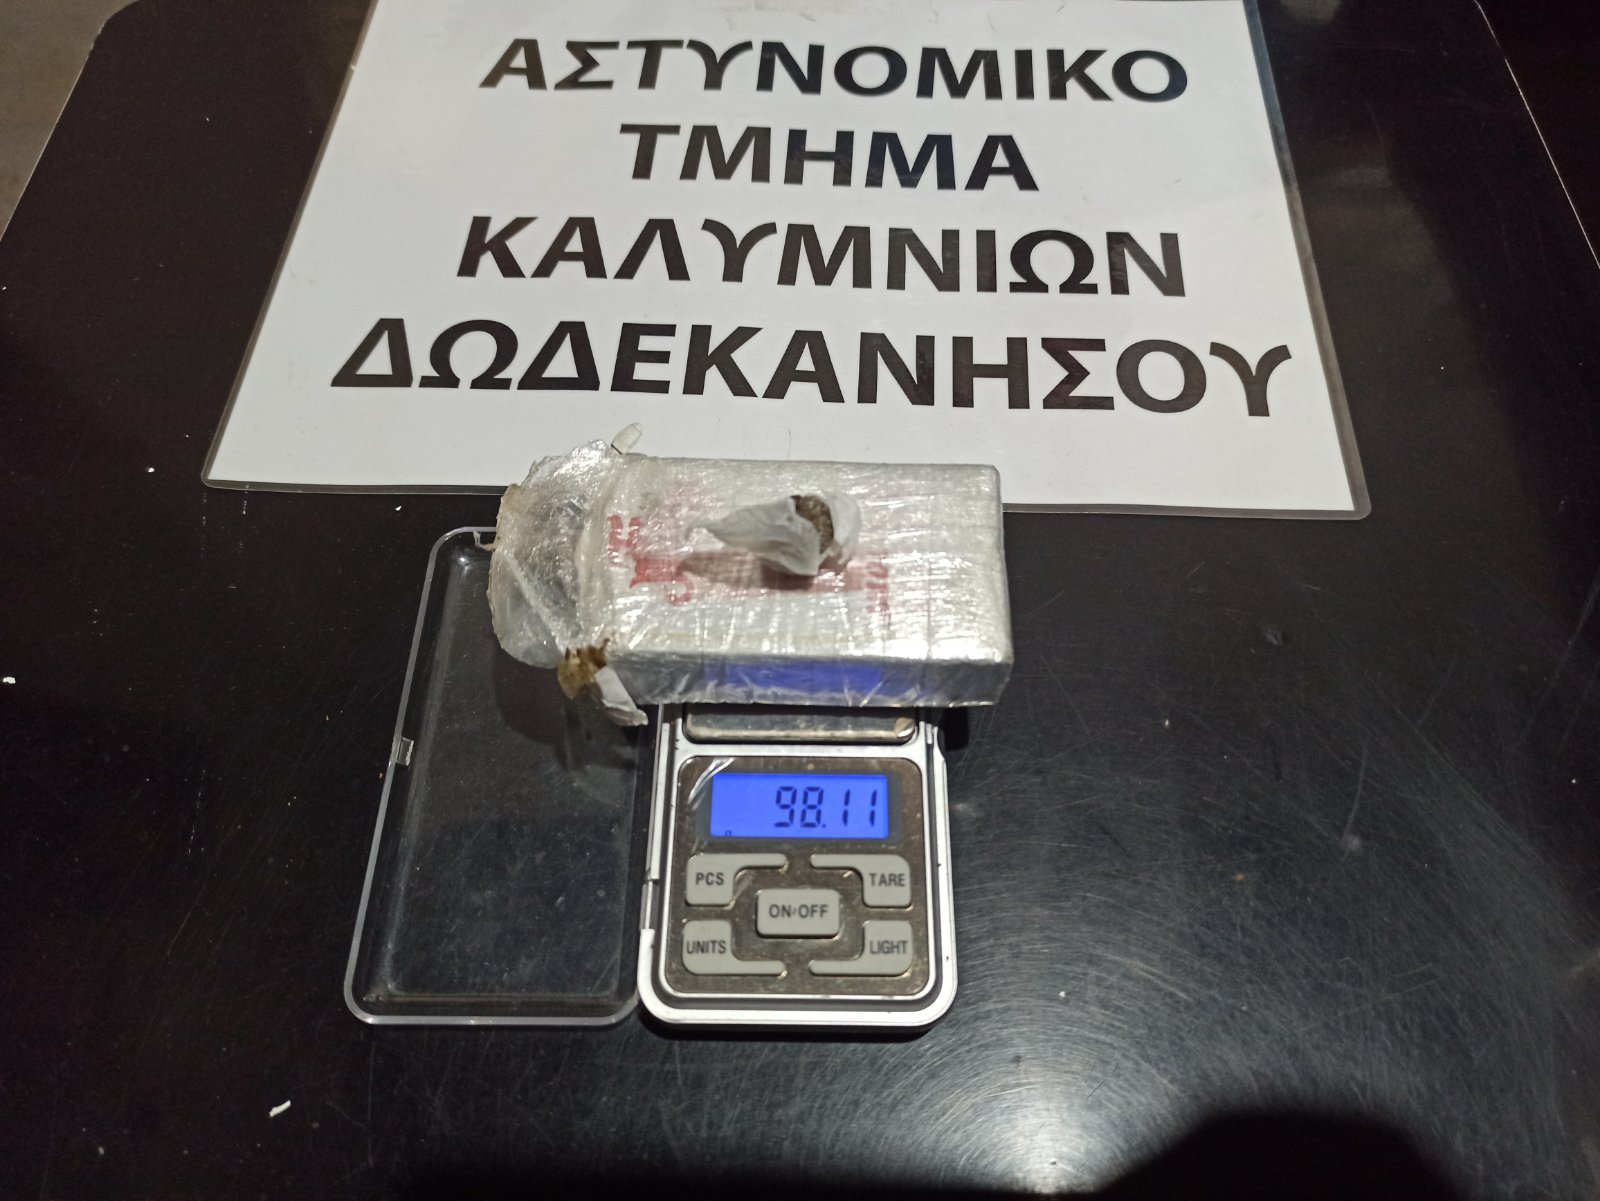 ΑΣΤΥΝΟΜΙΚΟ
ΤΜΗΜΑ
ΚΑΛΥΜΝΙΩΝ
ΔΩΔΕΚΑΝΗΣΟΥ
98.11
PCS
TARE
ON/OFF
UNITS
LIGHT